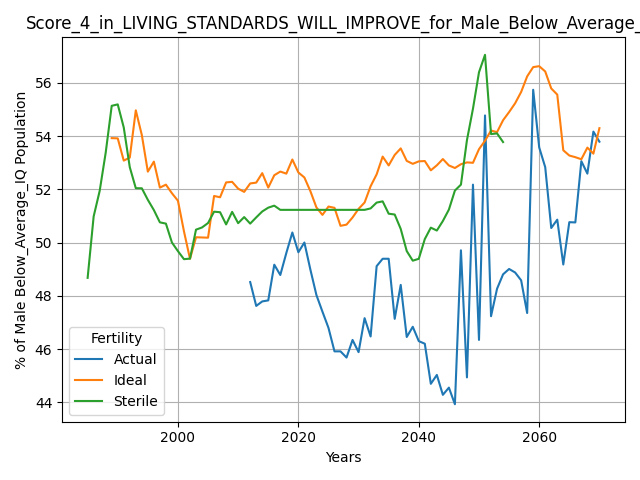 Score_4_in_LIVING_STANDARDS_WILL_IMPROVE_for_Male_Below_Average_
% of Male Below_Average_IQ Population
56
54
52
50
48
46
44
Fertility
Actual
Ideal
Sterile
2000 2020 2040 2060
Years